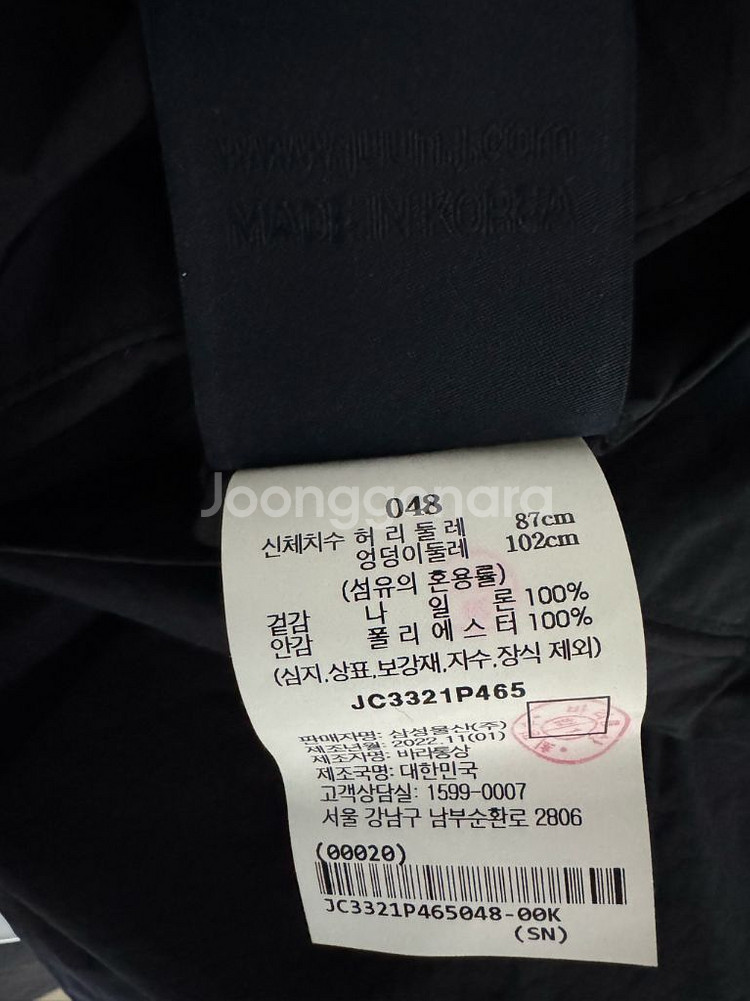 www.juunj.com
MADE IN KOREA
Joonggonara
048
신체치수 허리둘레 87cm
엉덩이둘레 102cm
(섬유의 혼용률)
겉감 나일론 100%
안감 폴리에스터 100%
(심지,상표,보강재,자수,장식 제외)
JC3321P465
판매자명: 삼성물산(주)
제조년월: 2022.11(01)
제조자명: 바라통상
제조국명: 대한민국
고객상담실: 1599-0007
서울 강남구 남부순환로 2806
(00020)
JC3321P465048-00K
(SN)